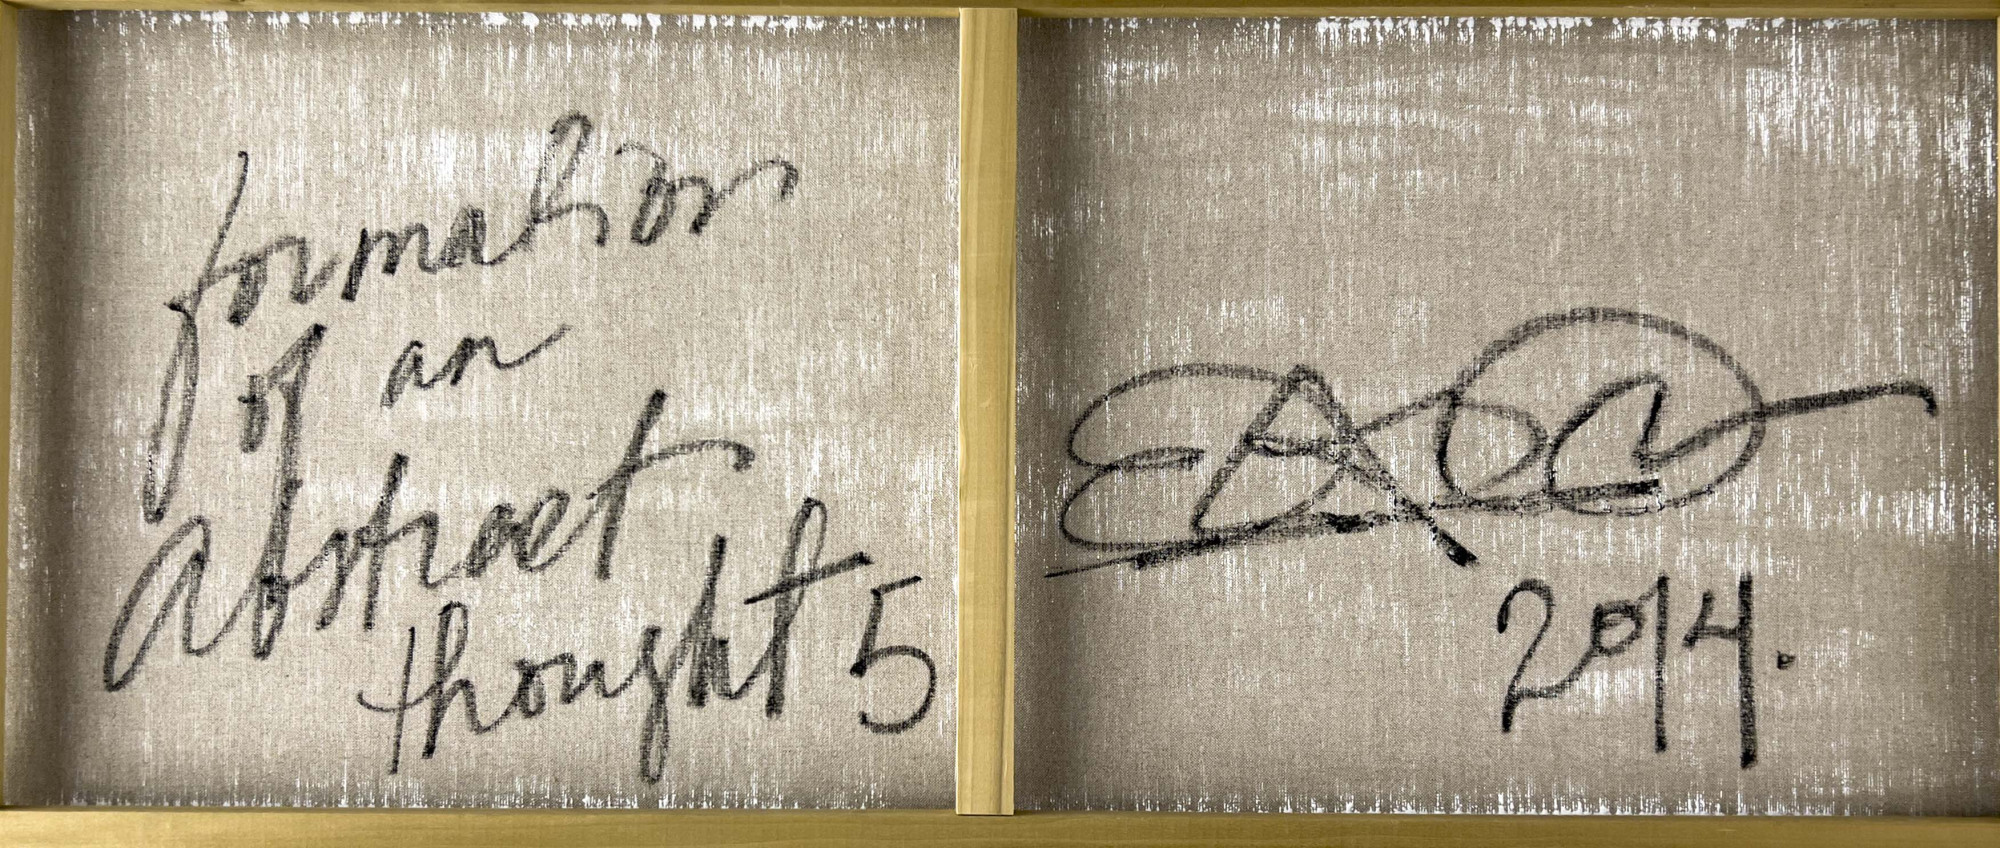 formation
of an
abstract
thought 5
2014.